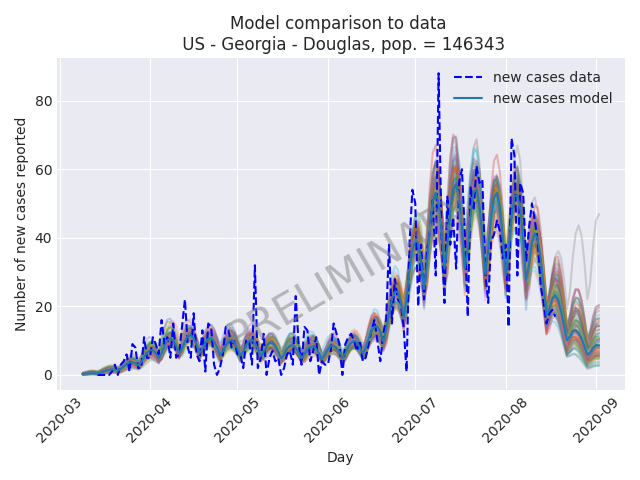 Model comparison to data
US - Georgia - Douglas, pop. = 146343
new cases data
new cases model
Number of new cases reported
80
60
40
20
0
PRELIMINARY
2020-03
2020-04
2020-05
2020-06
2020-07
2020-08
2020-09
Day